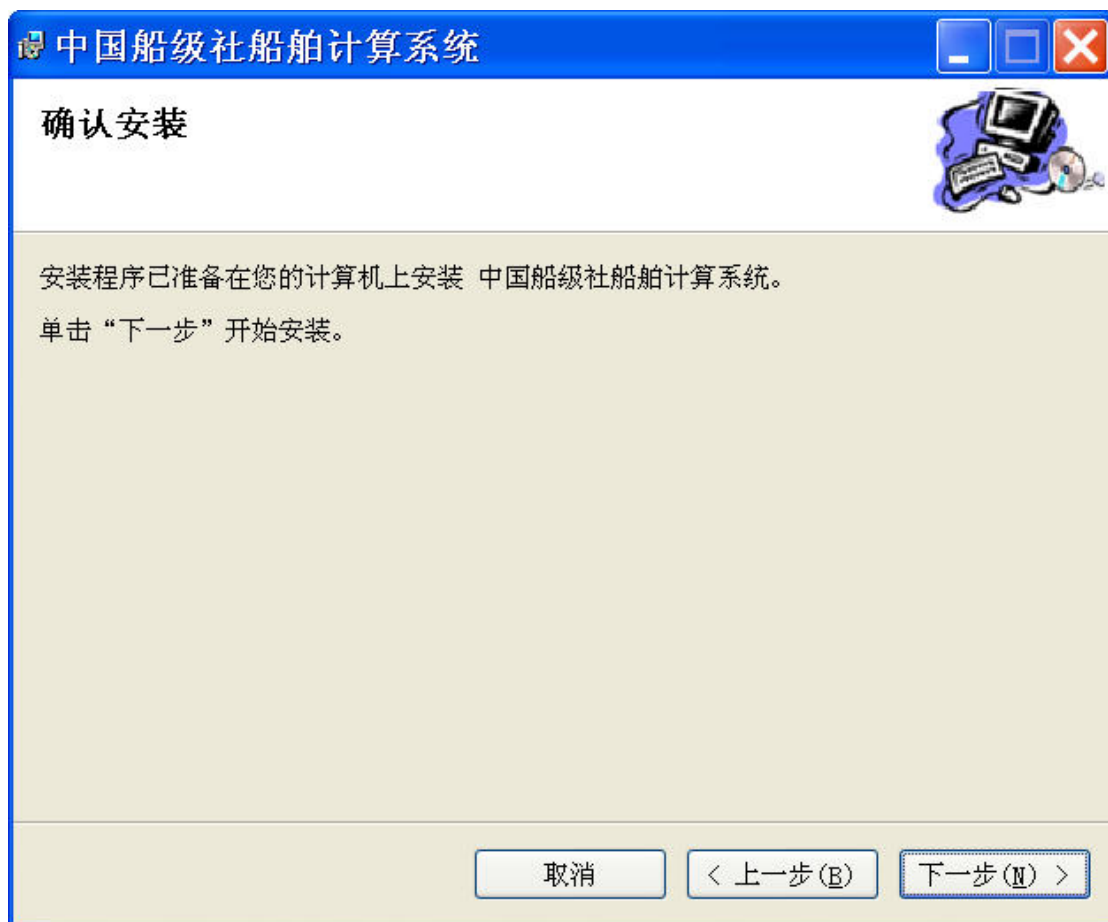 中国船级社船舶计算系统
确认安装
安装程序已准备在您的计算机上安装 中国船级社船舶计算系统。
单击“下一步”开始安装。
取消
< 上一步(B)
下一步(N) >